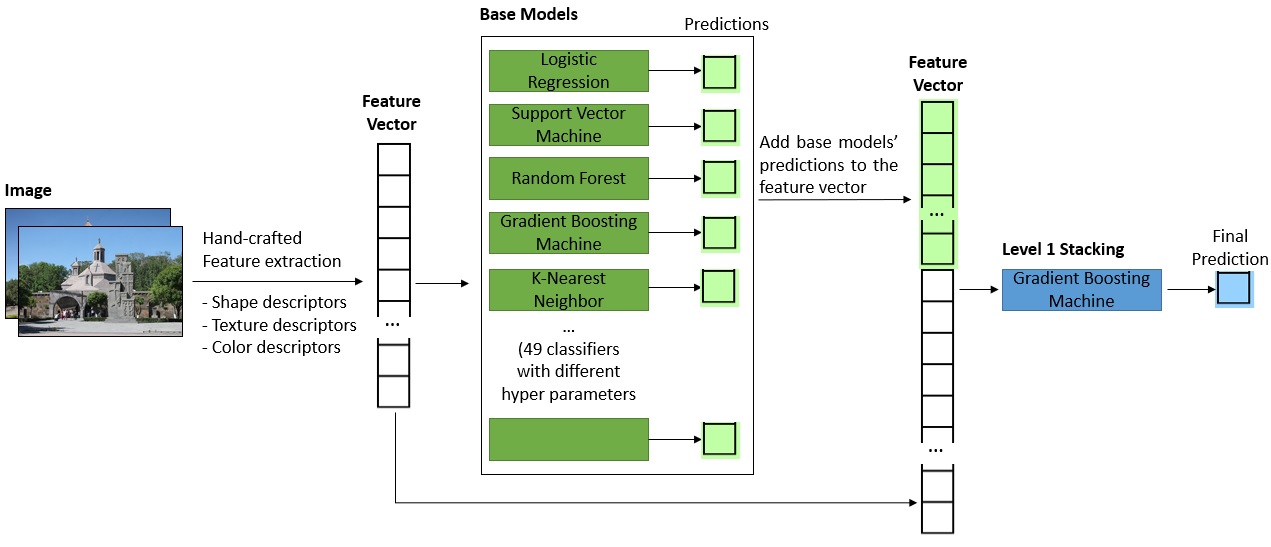 Image
Hand-crafted
Feature extraction
- Shape descriptors
- Texture descriptors
- Color descriptors
Feature
Vector
...
Base Models
Predictions
Logistic
Regression
Support Vector
Machine
Random Forest
Gradient Boosting
Machine
K-Nearest
Neighbor
...
(49 classifiers
with different
hyper parameters
Add base models’
predictions to the
feature vector
Feature
Vector
...
...
Level 1 Stacking
Gradient Boosting
Machine
Final
Prediction